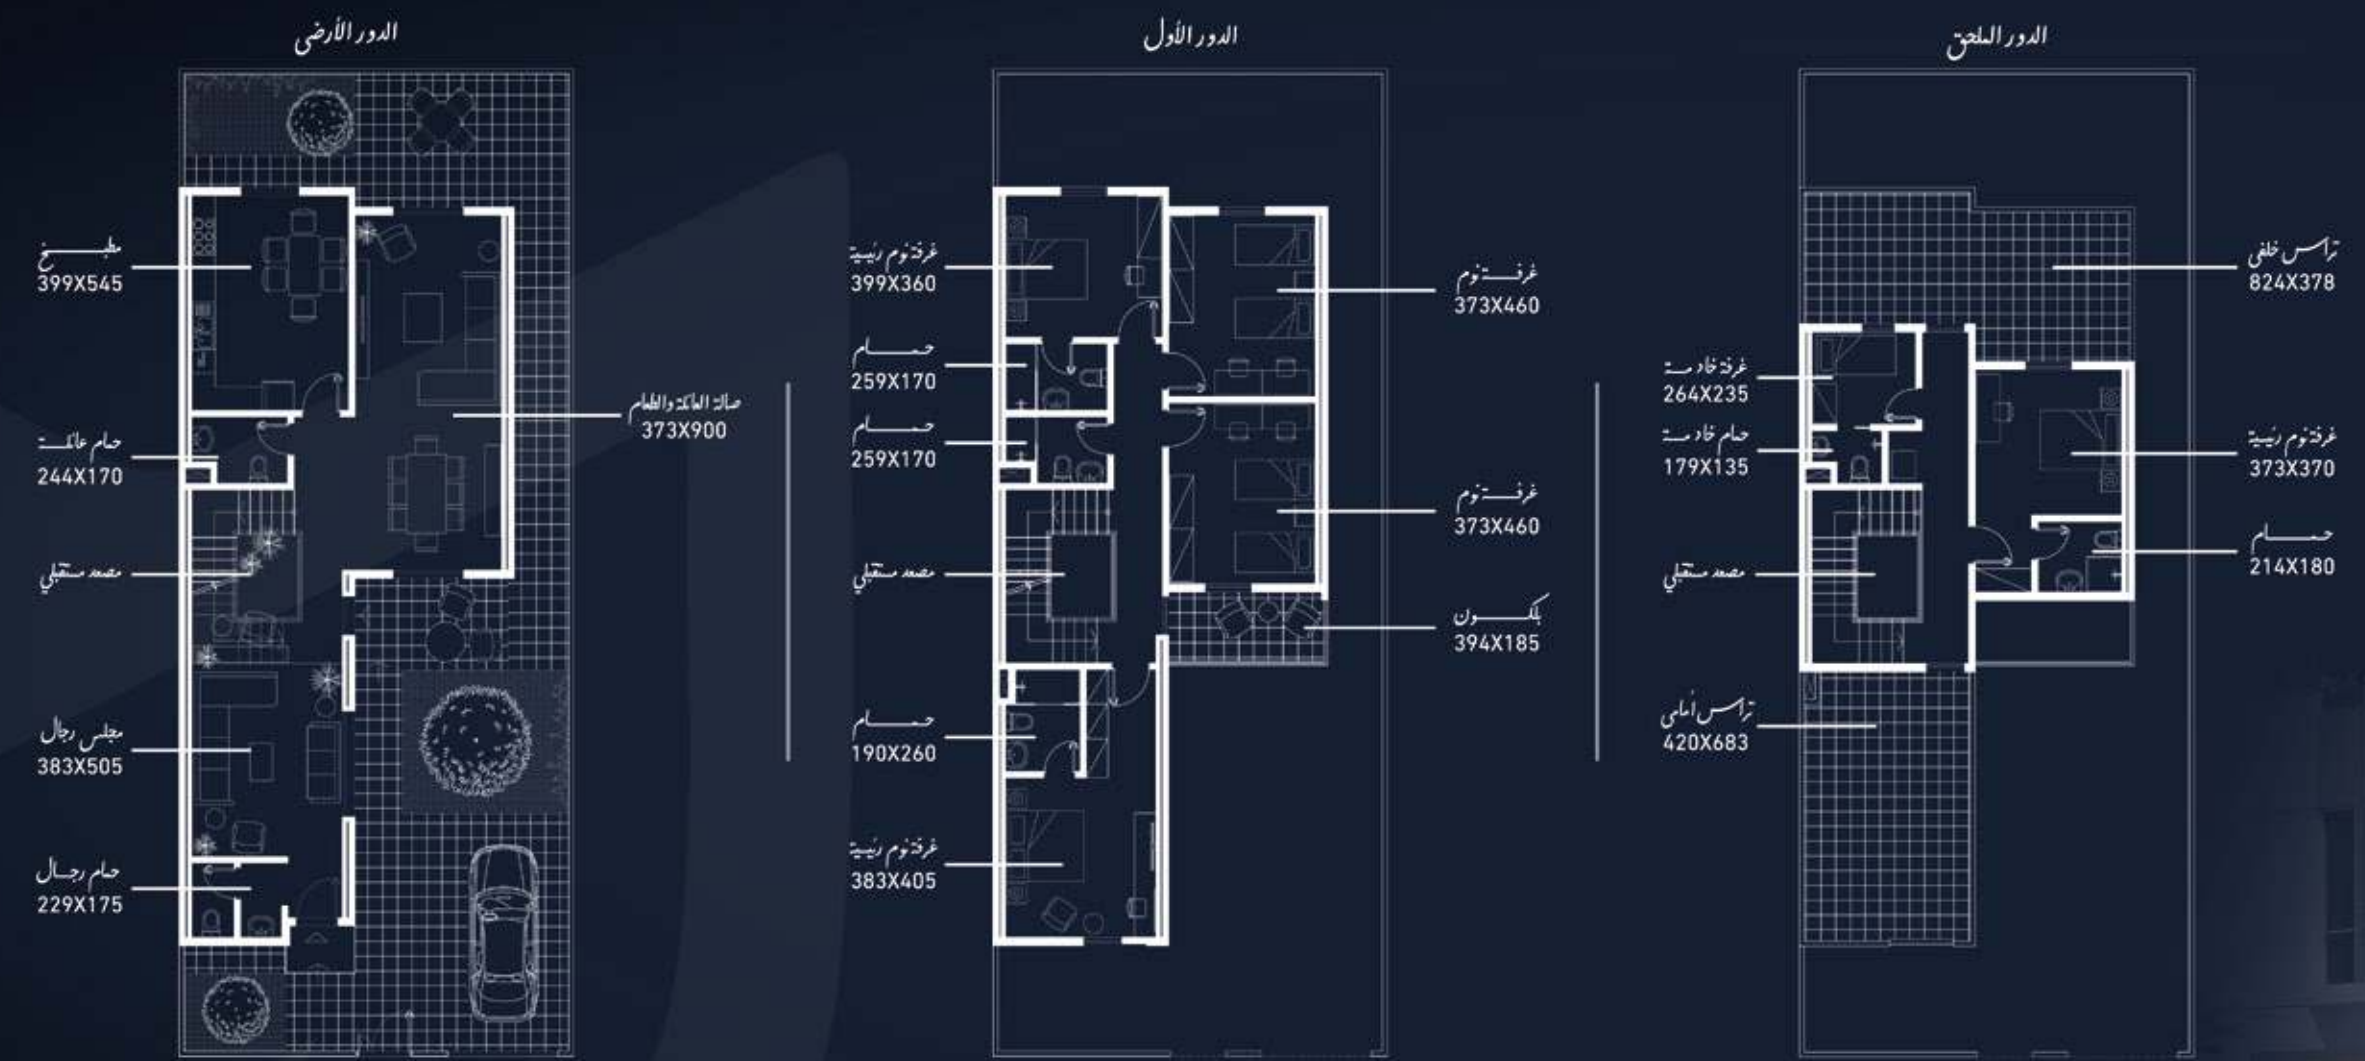 الدور الأرضي
مطبخ
399X545
حمام عائلة
244X170
مصعد مستقبلي
مجلس رجال
383X505
حمام رجال
229X175
صالة العائلة والطعام
373X900
الدور الأول
غرفة نوم رئيسية
399X360
حمام
259X170
حمام
259X170
مصعد مستقبلي
حمام
190X260
غرفة نوم رئيسية
383X405
غرفة نوم
373X460
غرفة نوم
373X460
بلكون
394X185
الدور الملحق
غرفة خادمة
264X235
حمام خادمة
179X135
مصعد مستقبلي
تراس أمامي
420X683
تراس خلفي
824X378
غرفة نوم رئيسية
373X370
حمام
214X180